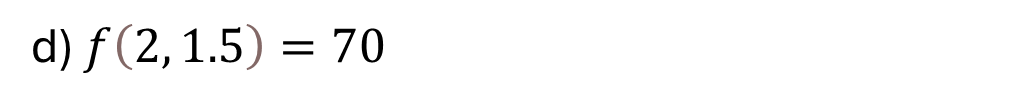 d) f(2, 1.5) = 70